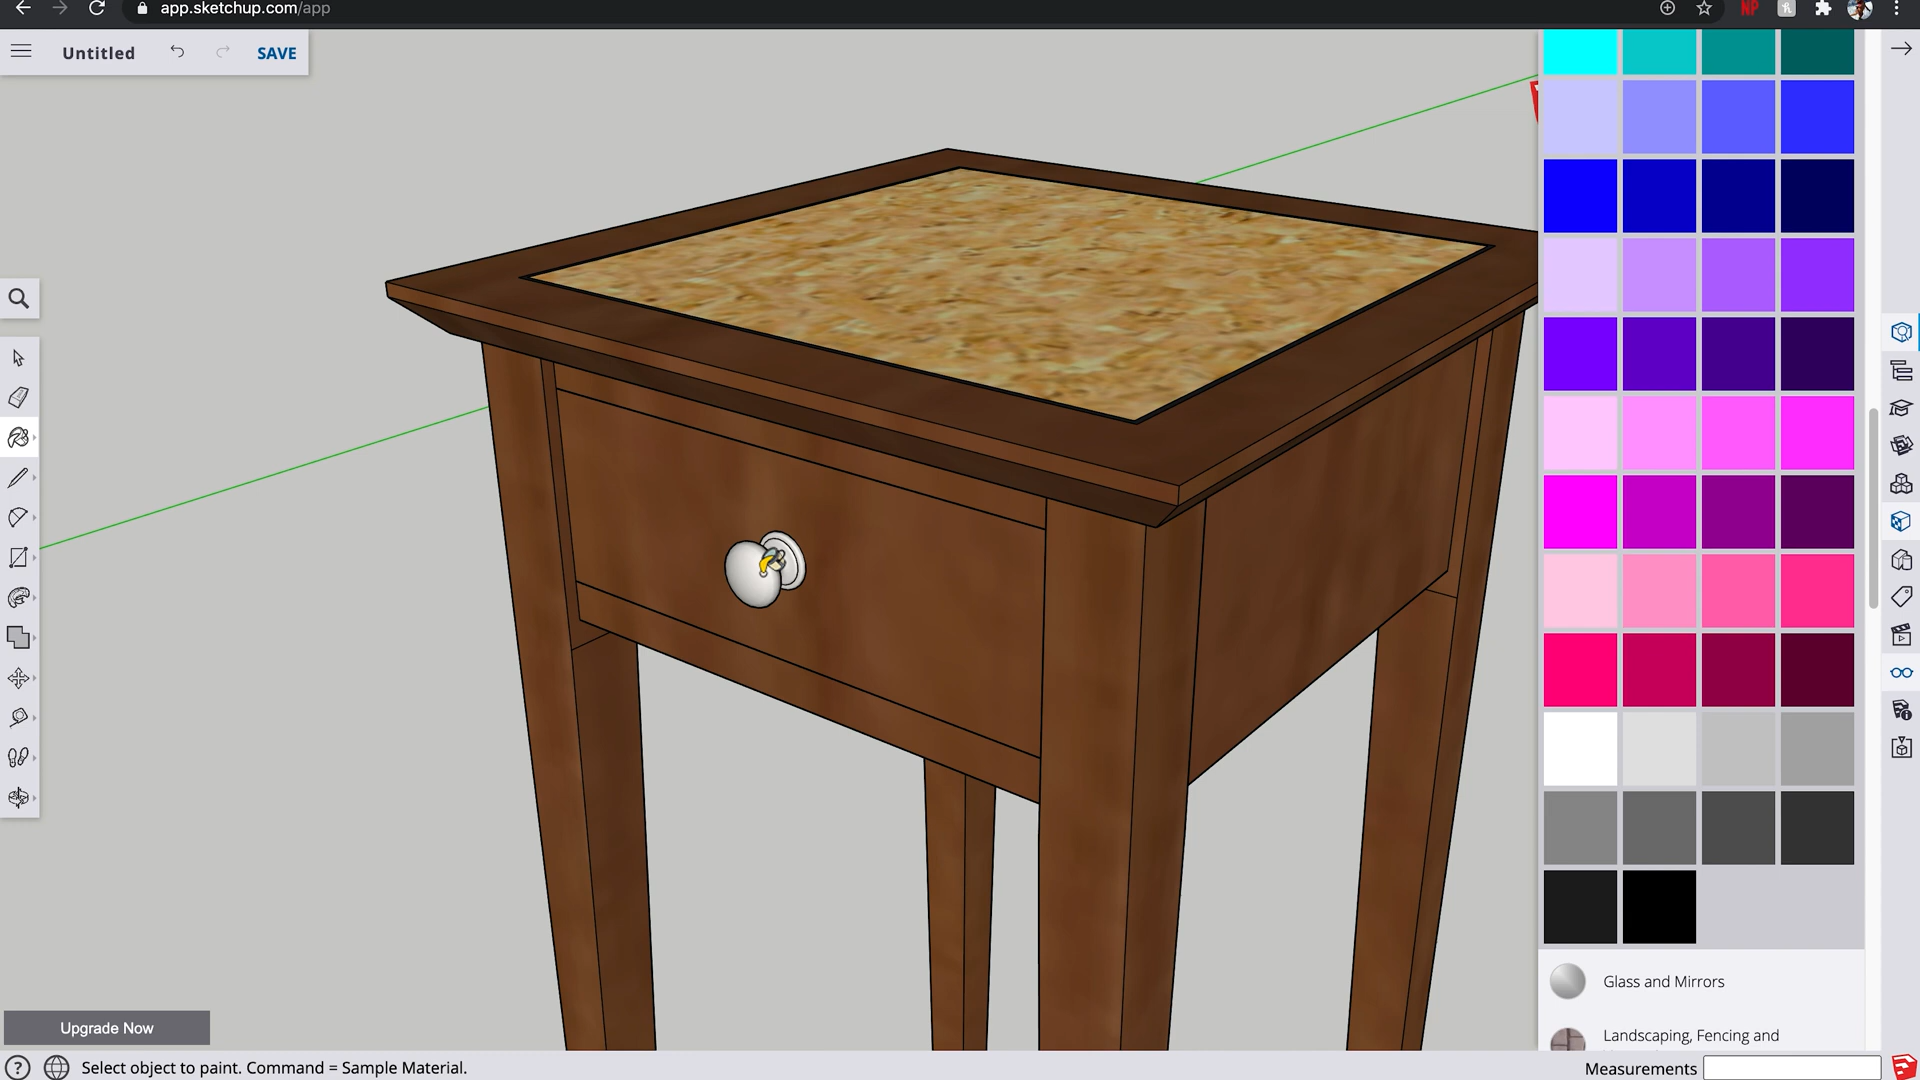 app.sketchup.com/app
NP
h
Untitled
SAVE
Glass and Mirrors
Landscaping, Fencing and
Upgrade Now
?
Select object to paint. Command = Sample Material.
Measurements